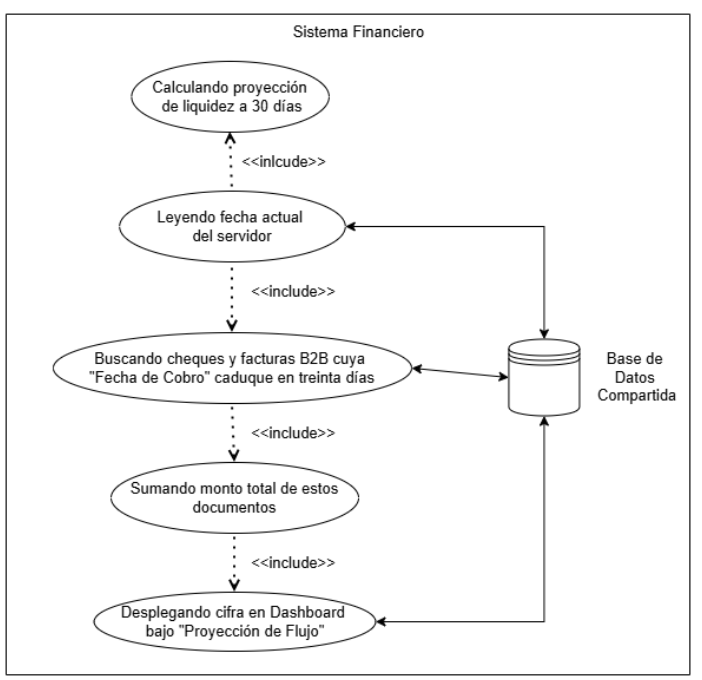 Sistema Financiero
Calculando proyección
de liquidez a 30 días
<<inlcude>>
Leyendo fecha actual
del servidor
<<include>>
Buscando cheques y facturas B2B cuya
"Fecha de Cobro" caduque en treinta días
Base de
Datos
Compartida
<<include>>
Sumando monto total de estos
documentos
<<include>>
Desplegando cifra en Dashboard
bajo "Proyección de Flujo"